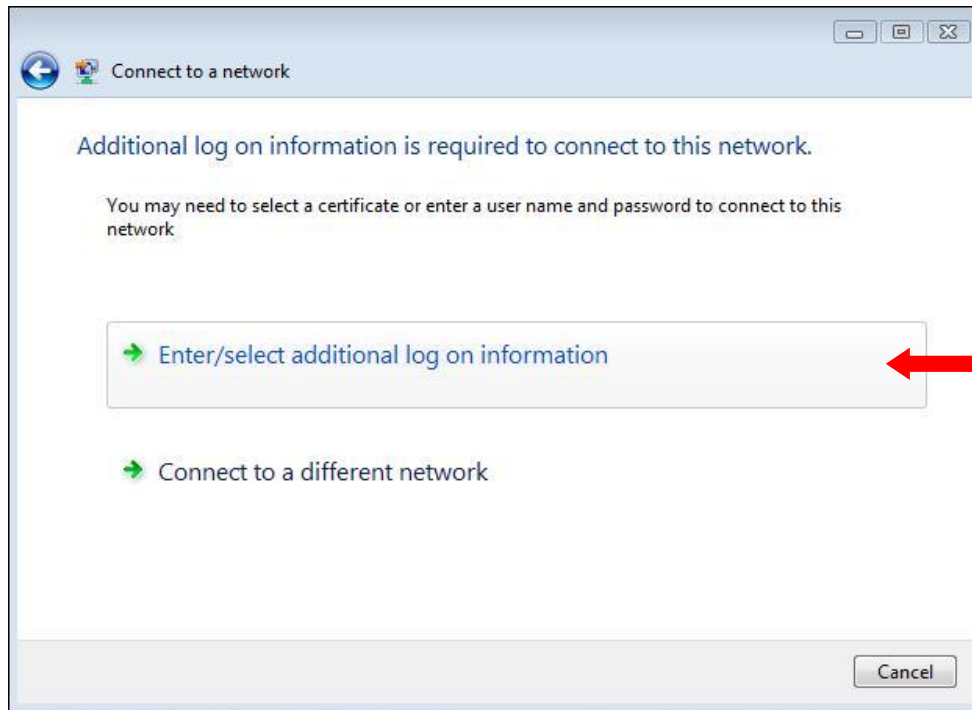 Connect to a network
Additional log on information is required to connect to this network.
You may need to select a certificate or enter a user name and password to connect to this
network
Enter/select additional log on information
Connect to a different network
Cancel